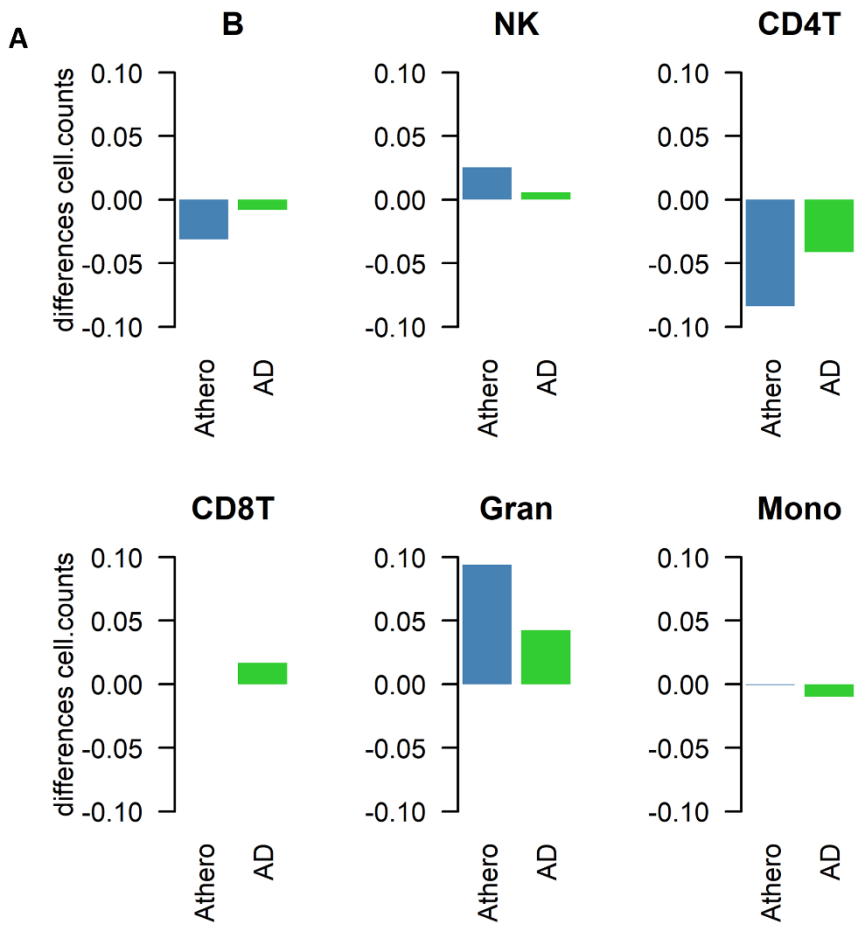 A
B
NK
CD4T
differences cell.counts
0.10
0.05
0.00
-0.05
-0.10
Athero
AD
0.10
0.05
0.00
-0.05
-0.10
Athero
AD
0.10
0.05
0.00
-0.05
-0.10
Athero
AD
CD8T
Gran
Mono
differences cell.counts
0.10
0.05
0.00
-0.05
-0.10
Athero
AD
0.10
0.05
0.00
-0.05
-0.10
Athero
AD
0.10
0.05
0.00
-0.05
-0.10
Athero
AD